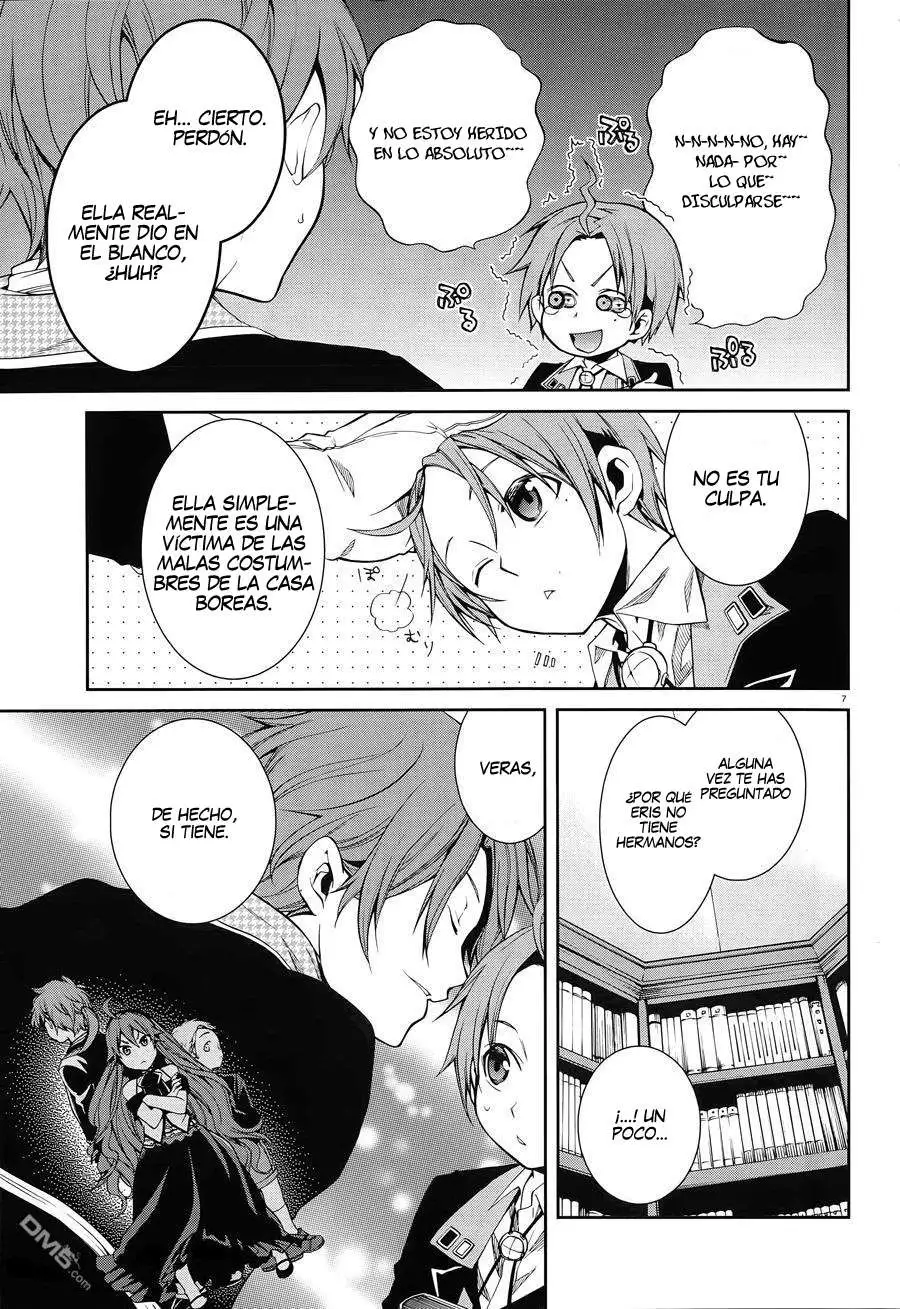 N-N-N-N-NO, HAY~
NADA- POR~
LO QUE~
DISCULPARSE~~~
Y NO ESTOY HERIDO
EN LO ABSOLUTO~~~
ぷる
ぷる
ぷる
EH... CIERTO.
PERDÓN.
ELLA REAL-
MENTE DIO EN
EL BLANCO,
¿HUH?
NO ES TU
CULPA.
ELLA SIMPLE-
MENTE ES UNA
VÍCTIMA DE LAS
MALAS COSTUM-
BRES DE LA CASA
BOREAS.
7
ALGUNA
VEZ TE HAS
PREGUNTADO
¿POR QUÉ
ERIS NO
TIENE
HERMANOS?
¡...! UN
POCO...
VERAS,
DE HECHO,
SI TIENE.